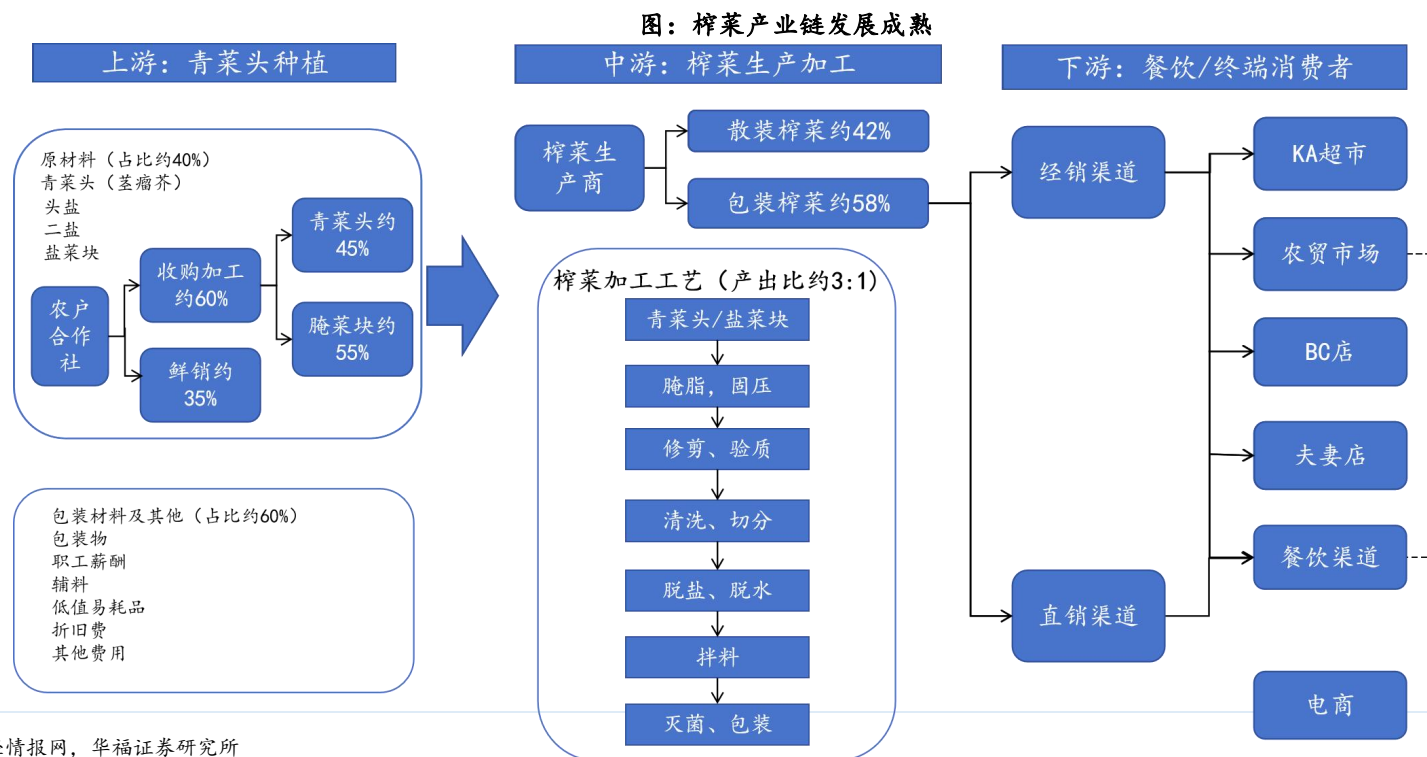 图：榨菜产业链发展成熟
上游：青菜头种植
中游：榨菜生产加工
下游：餐饮/终端消费者
原材料（占比约40%）
青菜头（茎瘤芥）
头盐
二盐
盐菜块
农户
合作
社
收购加工
约60%
鲜销约
35%
青菜头约
45%
腌菜块约
55%
包装材料及其他（占比约60%）
包装物
职工薪酬
辅料
低值易耗品
折旧费
其他费用
榨菜生
产商
散装榨菜约42%
包装榨菜约58%
榨菜加工工艺（产出比约3:1）
青菜头/盐菜块
腌脂，固压
修剪、验质
清洗、切分
脱盐、脱水
拌料
灭菌、包装
经销渠道
直销渠道
KA超市
农贸市场
BC店
夫妻店
餐饮渠道
电商
情报网，华福证券研究所